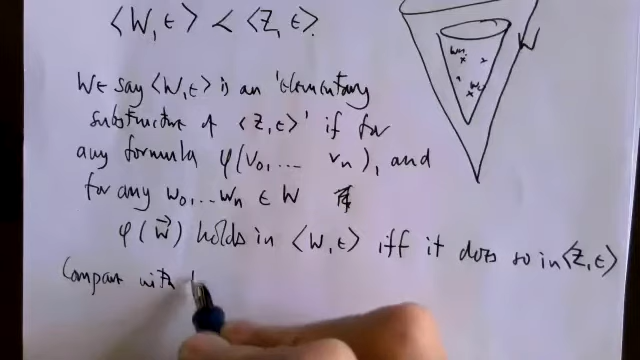 ⟨W,∈⟩ < ⟨Z,∈⟩.
W
We say ⟨W,∈⟩ is an 'elementary
substructure of ⟨Z,∈⟩' if for
any formula φ(v₀,... vₙ), and
for any w₀,..wₙ ∈ W
φ(w⃗) holds in ⟨W,∈⟩ iff it does so in ⟨Z,∈⟩
Compare with